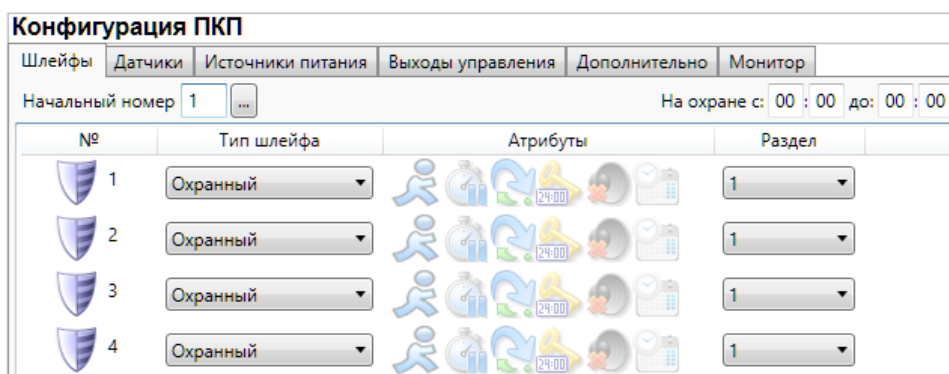 Конфигурация ПКП
Шлейфы Датчики Источники питания Выходы управления Дополнительно Монитор
Начальный номер 1 ... На охране с: 00 : 00 до: 00 : 00
№ Тип шлейфа Атрибуты Раздел
1 Охранный 24:00 1
2 Охранный 24:00 1
3 Охранный 24:00 1
4 Охранный 24:00 1